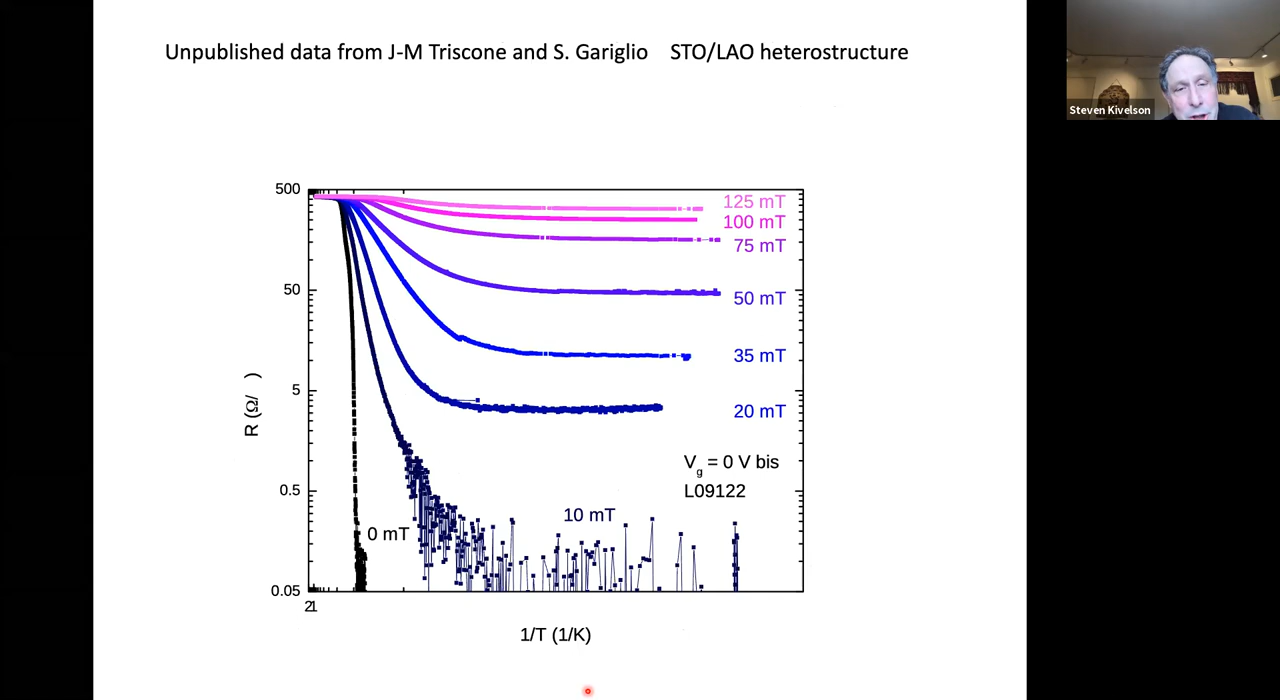 Unpublished data from J-M Triscone and S. Gariglio STO/LAO heterostructure
Steven Kivelson
500
50
5
0.5
0.05
R (Ω/ )
125 mT
100 mT
75 mT
50 mT
35 mT
20 mT
Vg = 0 V bis
L09122
10 mT
0 mT
21
1/T (1/K)